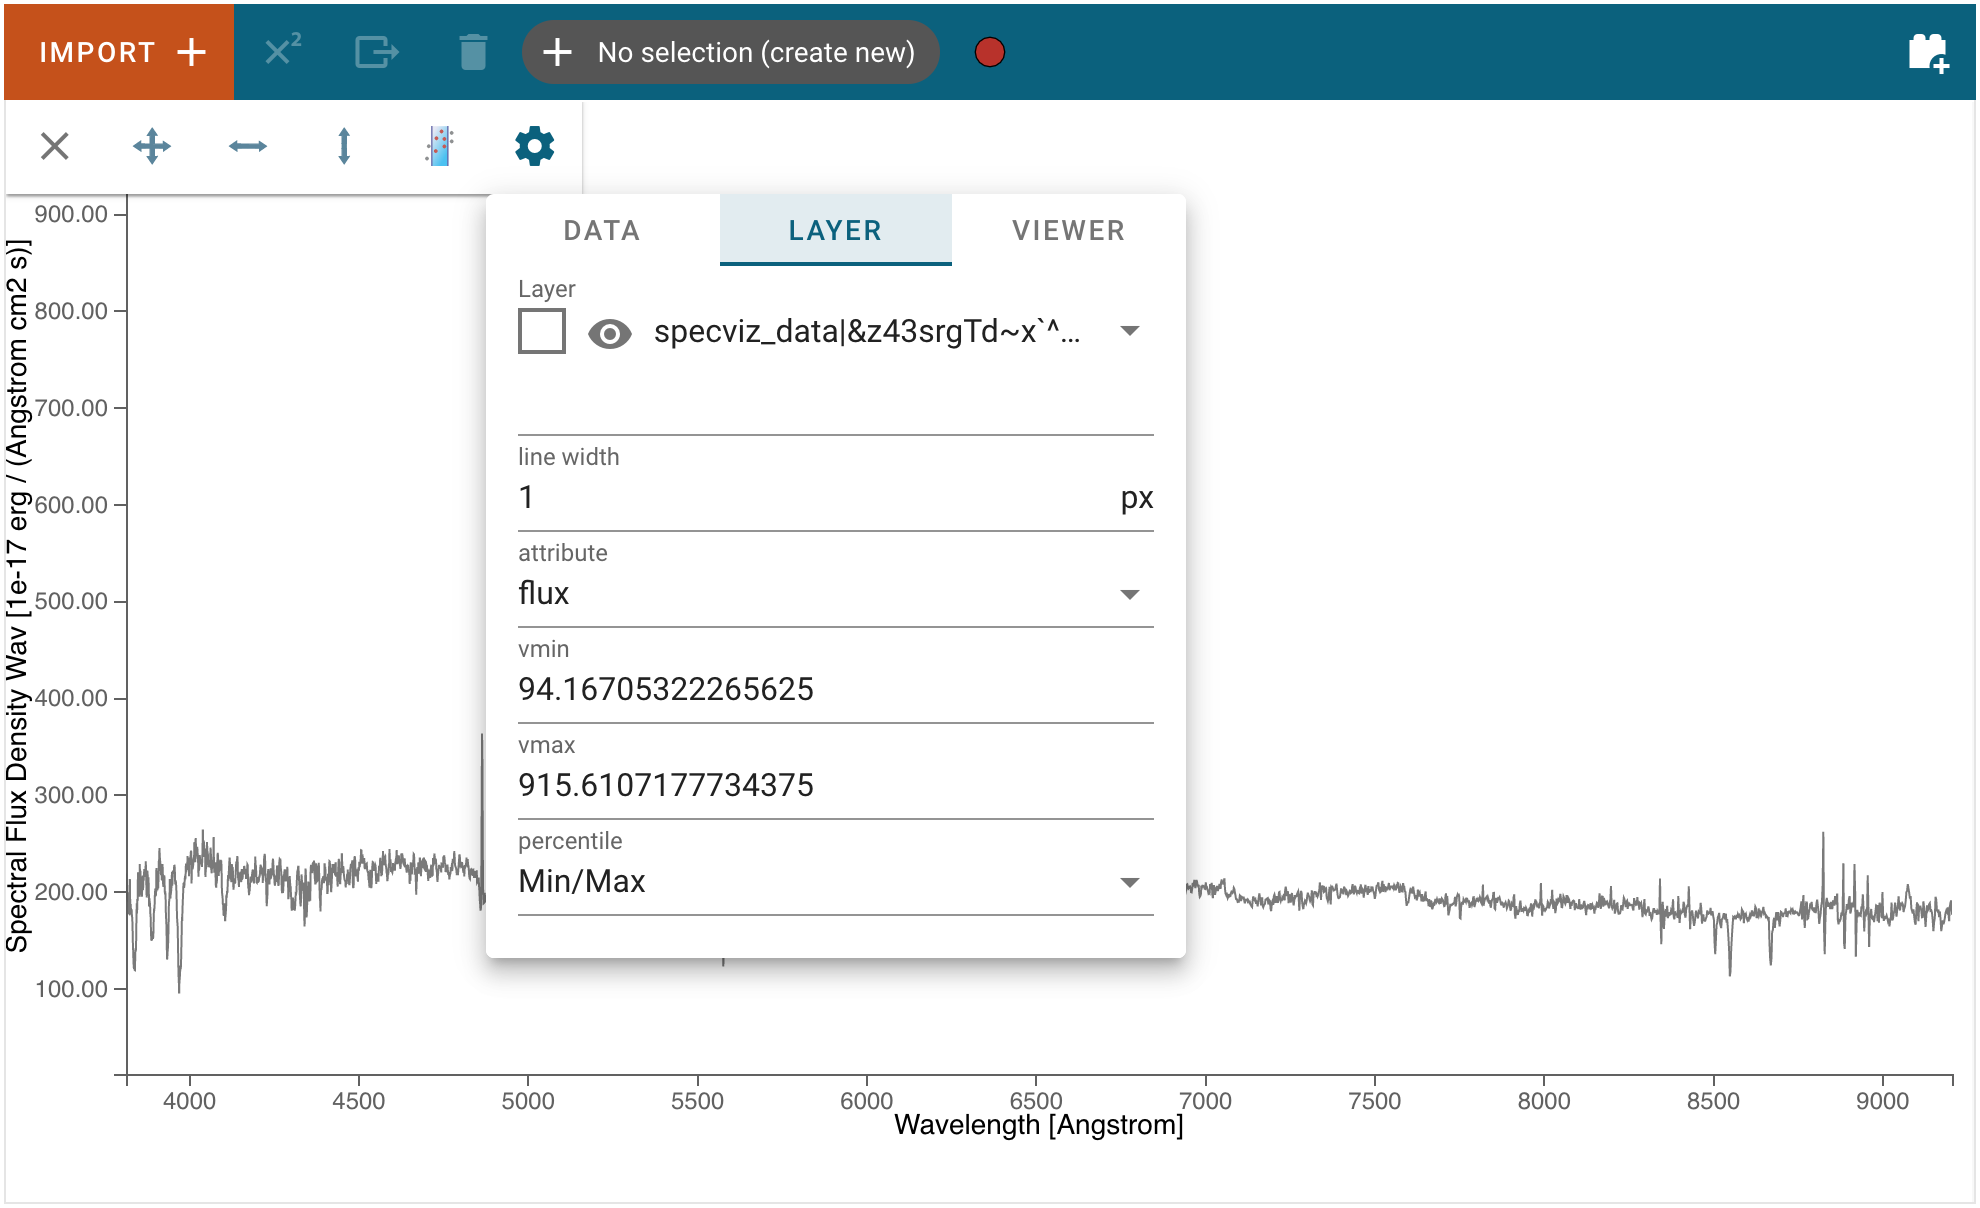 IMPORT
X²
No selection (create new)
DATA LAYER VIEWER
Layer
specviz_data|&z43srgTd~x`^...
line width
1 px
attribute
flux
vmin
94.16705322265625
vmax
915.6107177734375
percentile
Min/Max
Spectral Flux Density Wav [1e-17 erg / (Angstrom cm2 s)]
900.00
800.00
700.00
600.00
500.00
400.00
300.00
200.00
100.00
4000 4500 5000 5500 6000 6500 7000 7500 8000 8500 9000
Wavelength [Angstrom]